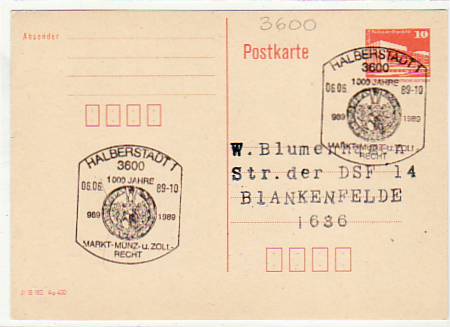 3600
Absender
Postkarte
10
HALBERSTADT 1
3600
1000 JAHRE
06.06. 89-10
989 1989
MARKT-MÜNZ-u. ZOLL-
RECHT
W. Blumenha
Str. der DSF 14
BLANKENFELDE
1636
HALBERSTADT 1
3600
1000 JAHRE
06.06. 89-10
989 1989
MARKT-MÜNZ-u. ZOLL-
RECHT